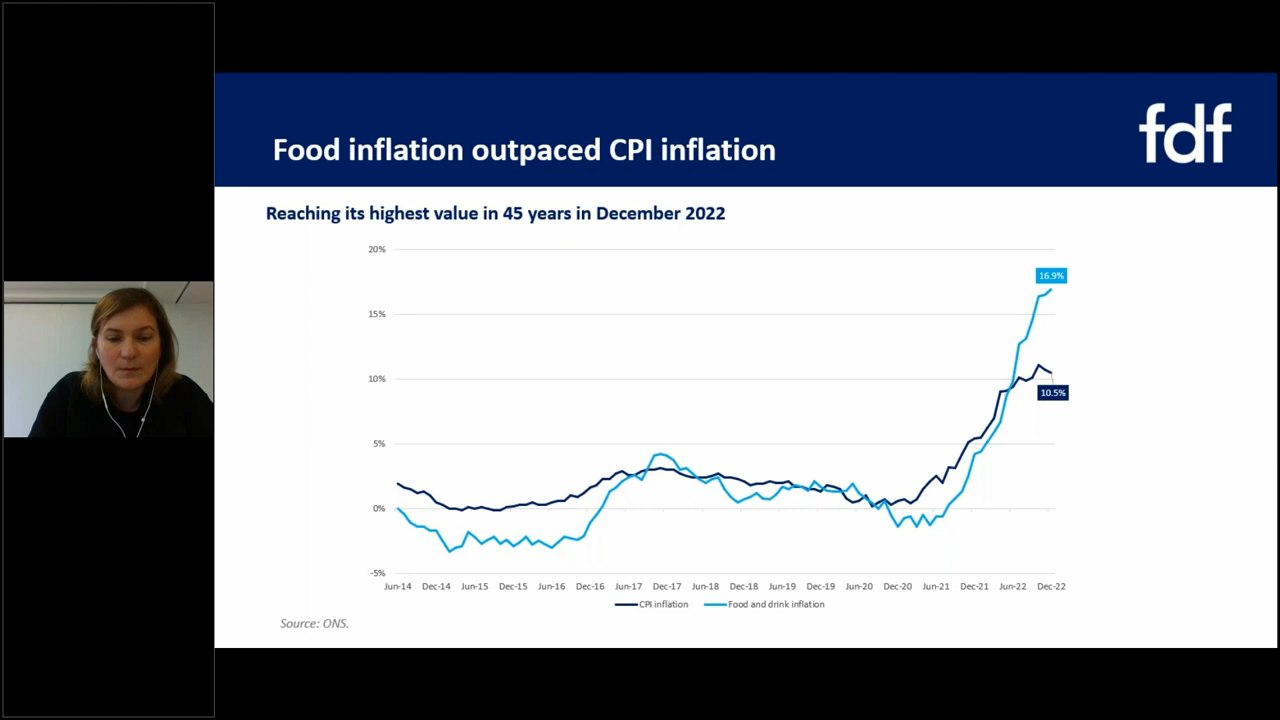 fdf
Food inflation outpaced CPI inflation
Reaching its highest value in 45 years in December 2022
20%
15%
10%
5%
0%
-5%
16.9%
10.5%
Jun-14 Dec-14 Jun-15 Dec-15 Jun-16 Dec-16 Jun-17 Dec-17 Jun-18 Dec-18 Jun-19 Dec-19 Jun-20 Dec-20 Jun-21 Dec-21 Jun-22 Dec-22
CPI inflation Food and drink inflation
Source: ONS.